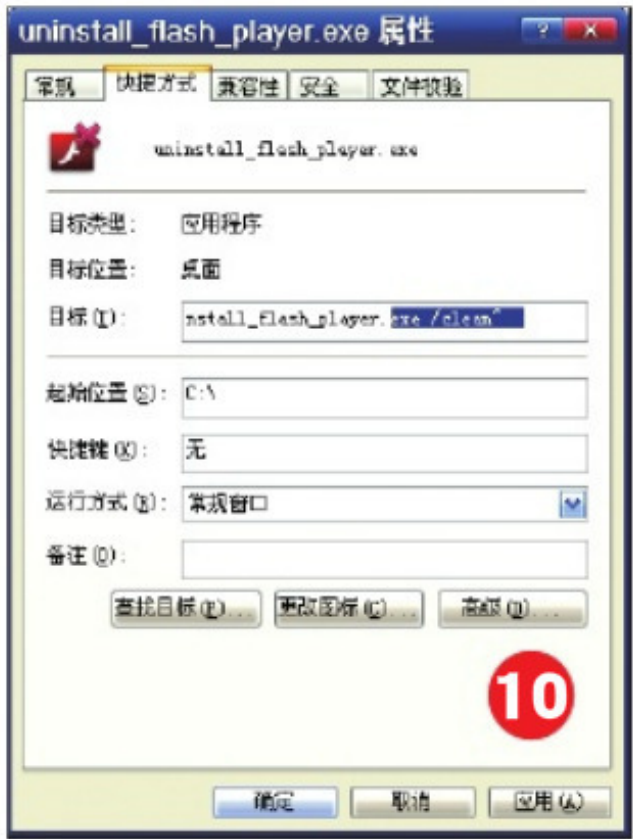 uninstall_flash_player.exe 属性
常规 快捷方式 兼容性 安全 文件校验
uninstall_flash_player.exe
目标类型: 应用程序
目标位置: 桌面
目标(T): nstall_flash_player.exe /clean"
起始位置(S): C:\
快捷键(K): 无
运行方式(R): 常规窗口
备注(O):
查找目标(F)... 更改图标(C)... 高级(D)...
10
确定 取消 应用(A)